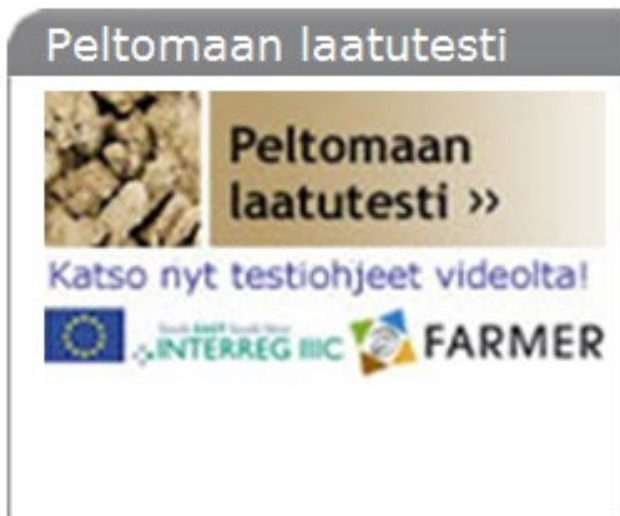 Peltomaan laatutesti
Peltomaan
laatutesti »
Katso nyt testiohjeet videolta!
INTERREG IIIC
FARMER